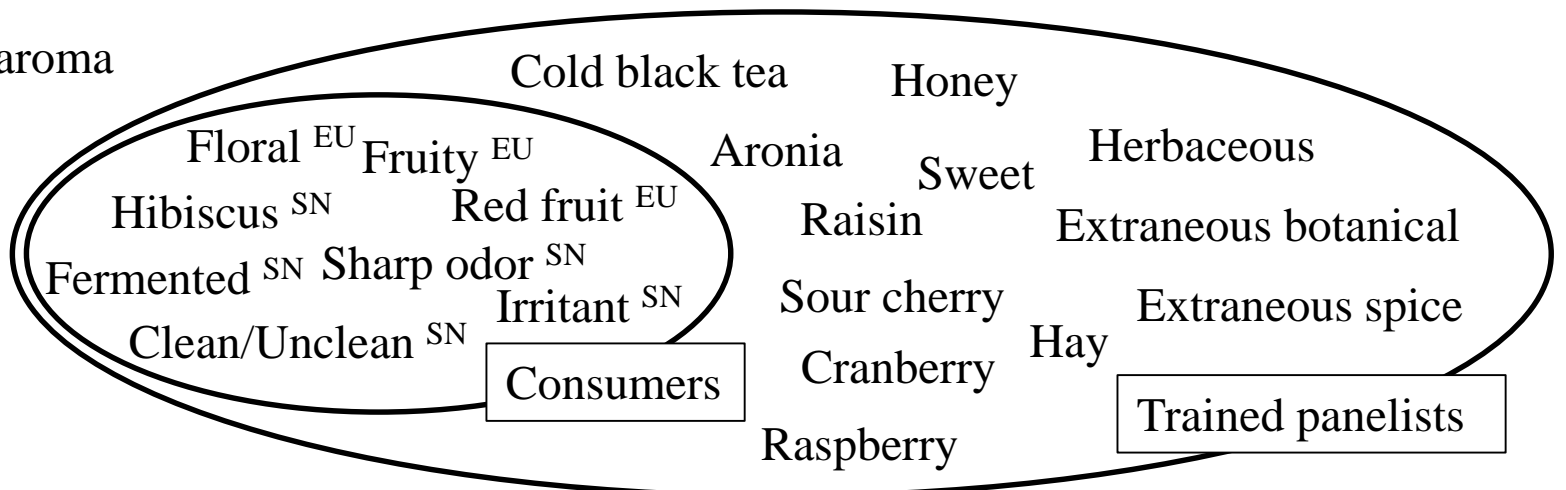 aroma
Cold black tea
Honey
Floral EU
Fruity EU
Aronia
Sweet
Herbaceous
Hibiscus SN
Red fruit EU
Raisin
Extraneous botanical
Fermented SN
Sharp odor SN
Irritant SN
Sour cherry
Extraneous spice
Clean/Unclean SN
Hay
Consumers
Cranberry
Trained panelists
Raspberry